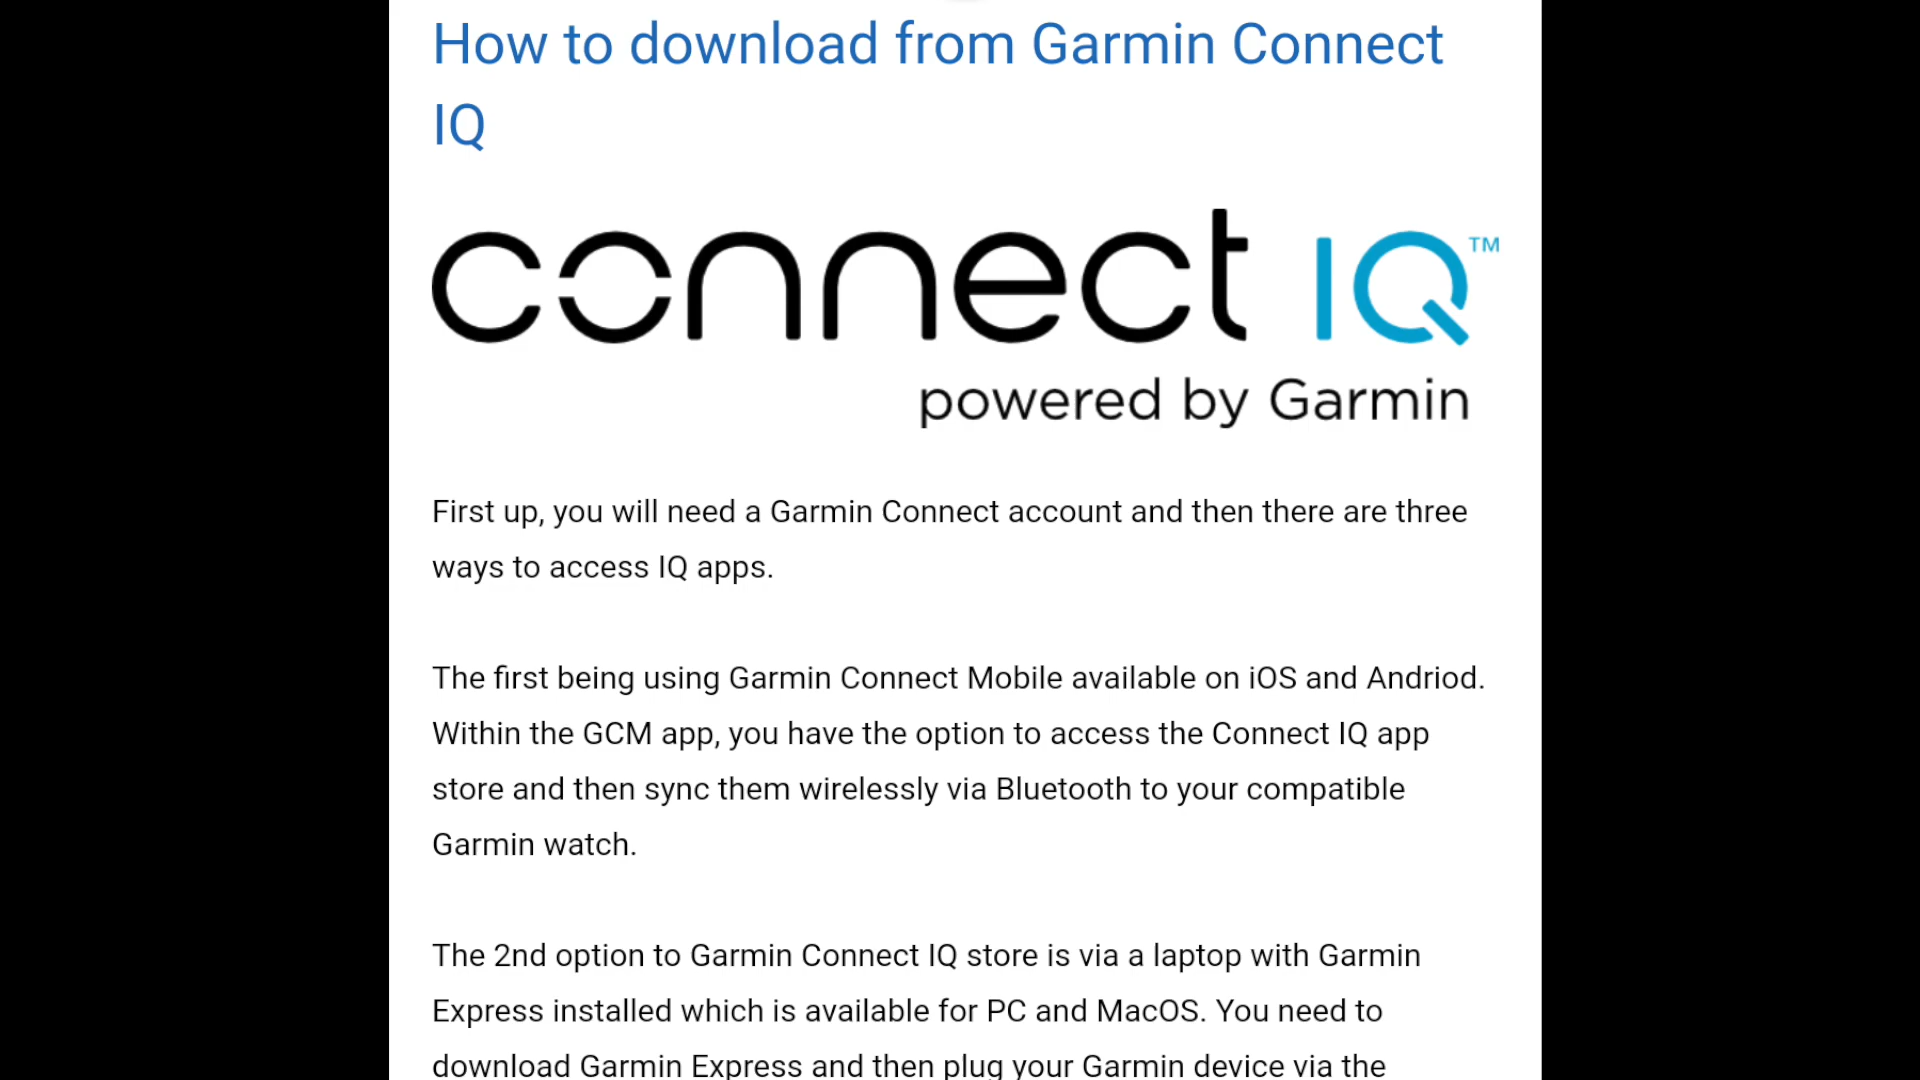 How to download from Garmin Connect
IQ
connect IQ™
powered by Garmin
First up, you will need a Garmin Connect account and then there are three
ways to access IQ apps.
The first being using Garmin Connect Mobile available on iOS and Andriod.
Within the GCM app, you have the option to access the Connect IQ app
store and then sync them wirelessly via Bluetooth to your compatible
Garmin watch.
The 2nd option to Garmin Connect IQ store is via a laptop with Garmin
Express installed which is available for PC and MacOS. You need to
download Garmin Express and then plug your Garmin device via the